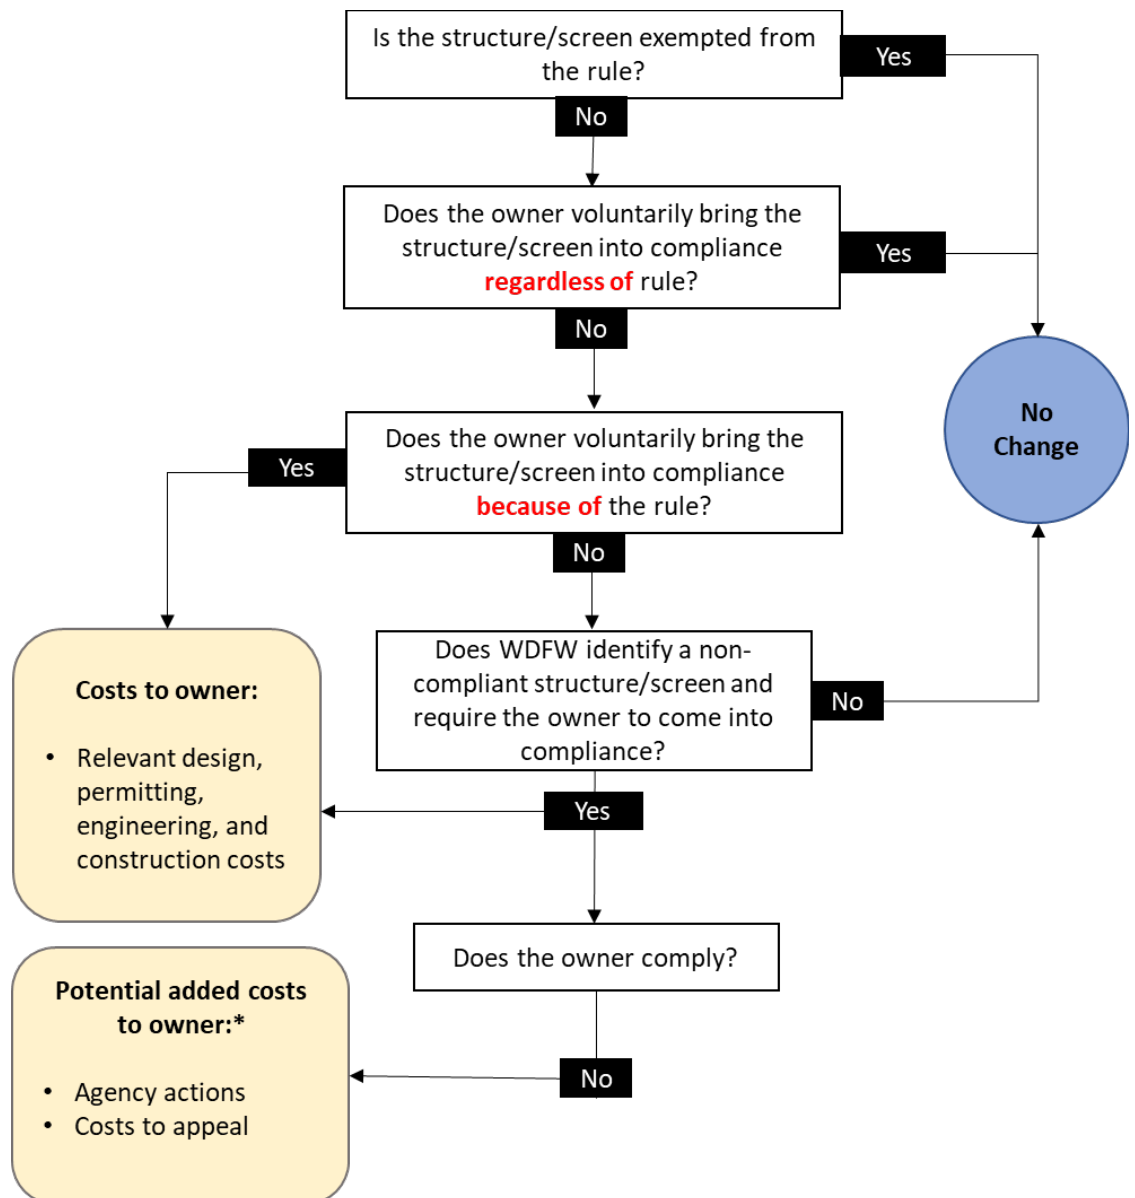 Is the structure/screen exempted from
the rule?
Yes
No
Does the owner voluntarily bring the
structure/screen into compliance
regardless of rule?
Yes
No
No
Change
Does the owner voluntarily bring the
structure/screen into compliance
because of the rule?
Yes
No
Does WDFW identify a non-
compliant structure/screen and
require the owner to come into
compliance?
No
Yes
Costs to owner:
• Relevant design,
permitting,
engineering, and
construction costs
Does the owner comply?
No
Potential added costs
to owner:*
• Agency actions
• Costs to appeal